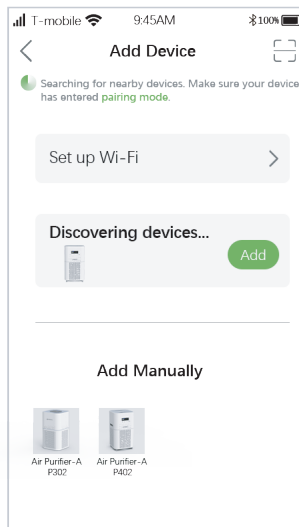 T-mobile 9:45AM 100%
Add Device
Searching for nearby devices. Make sure your device
has entered pairing mode.
Set up Wi-Fi
Discovering devices...
Add
Add Manually
Air Purifier-A Air Purifier-A
P302 P402